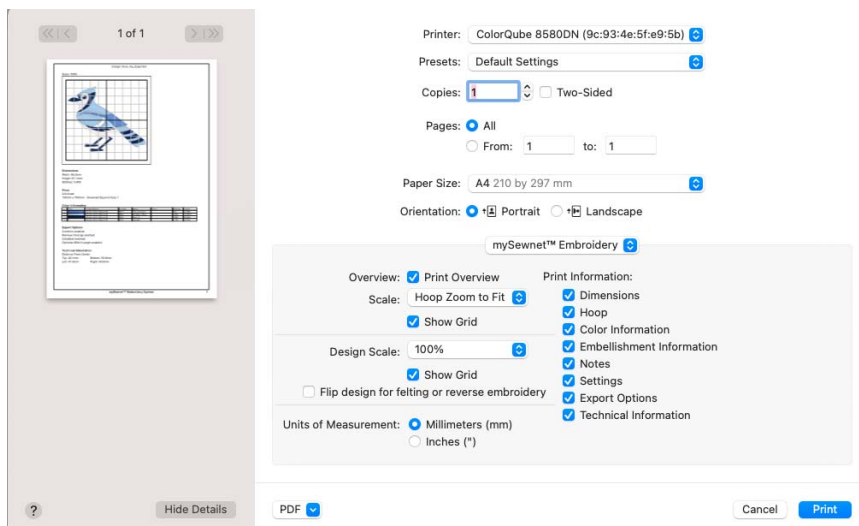 1 of 1
Printer: ColorQube 8580DN (9c:93:4e:5f:e9:5b)
Presets: Default Settings
Copies: 1 Two-Sided
Pages: All
From: 1 to: 1
Paper Size: A4 210 by 297 mm
Orientation: Portrait Landscape
mySewnet™ Embroidery
Overview: Print Overview
Scale: Hoop Zoom to Fit
Show Grid
Design Scale: 100%
Show Grid
Flip design for felting or reverse embroidery
Units of Measurement: Millimeters (mm)
Inches (")
Print Information:
Dimensions
Hoop
Color Information
Embellishment Information
Notes
Settings
Export Options
Technical Information
? Hide Details PDF Cancel Print